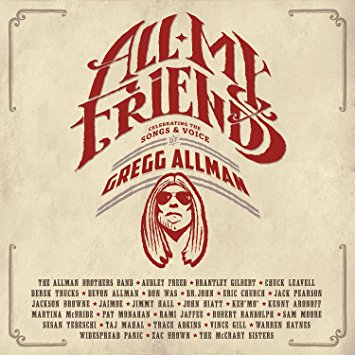 ALL·MY
FRIENDS
CELEBRATING THE
SONGS & VOICE
OF
GREGG ALLMAN
THE ALLMAN BROTHERS BAND ★ AUDLEY FREED ★ BRANTLEY GILBERT ★ CHUCK LEAVELL
DEREK TRUCKS ★ DEVON ALLMAN ★ DON WAS ★ DR. JOHN ★ ERIC CHURCH ★ JACK PEARSON
JACKSON BROWNE ★ JAIMOE ★ JIMMY HALL ★ JOHN HIATT ★ KEB' MO' ★ KENNY ARONOFF
MARTINA McBRIDE ★ PAT MONAHAN ★ RAMI JAFFEE ★ ROBERT RANDOLPH ★ SAM MOORE
SUSAN TEDESCHI ★ TAJ MAHAL ★ TRACE ADKINS ★ VINCE GILL ★ WARREN HAYNES
WIDESPREAD PANIC ★ ZAC BROWN ★ THE McCRARY SISTERS